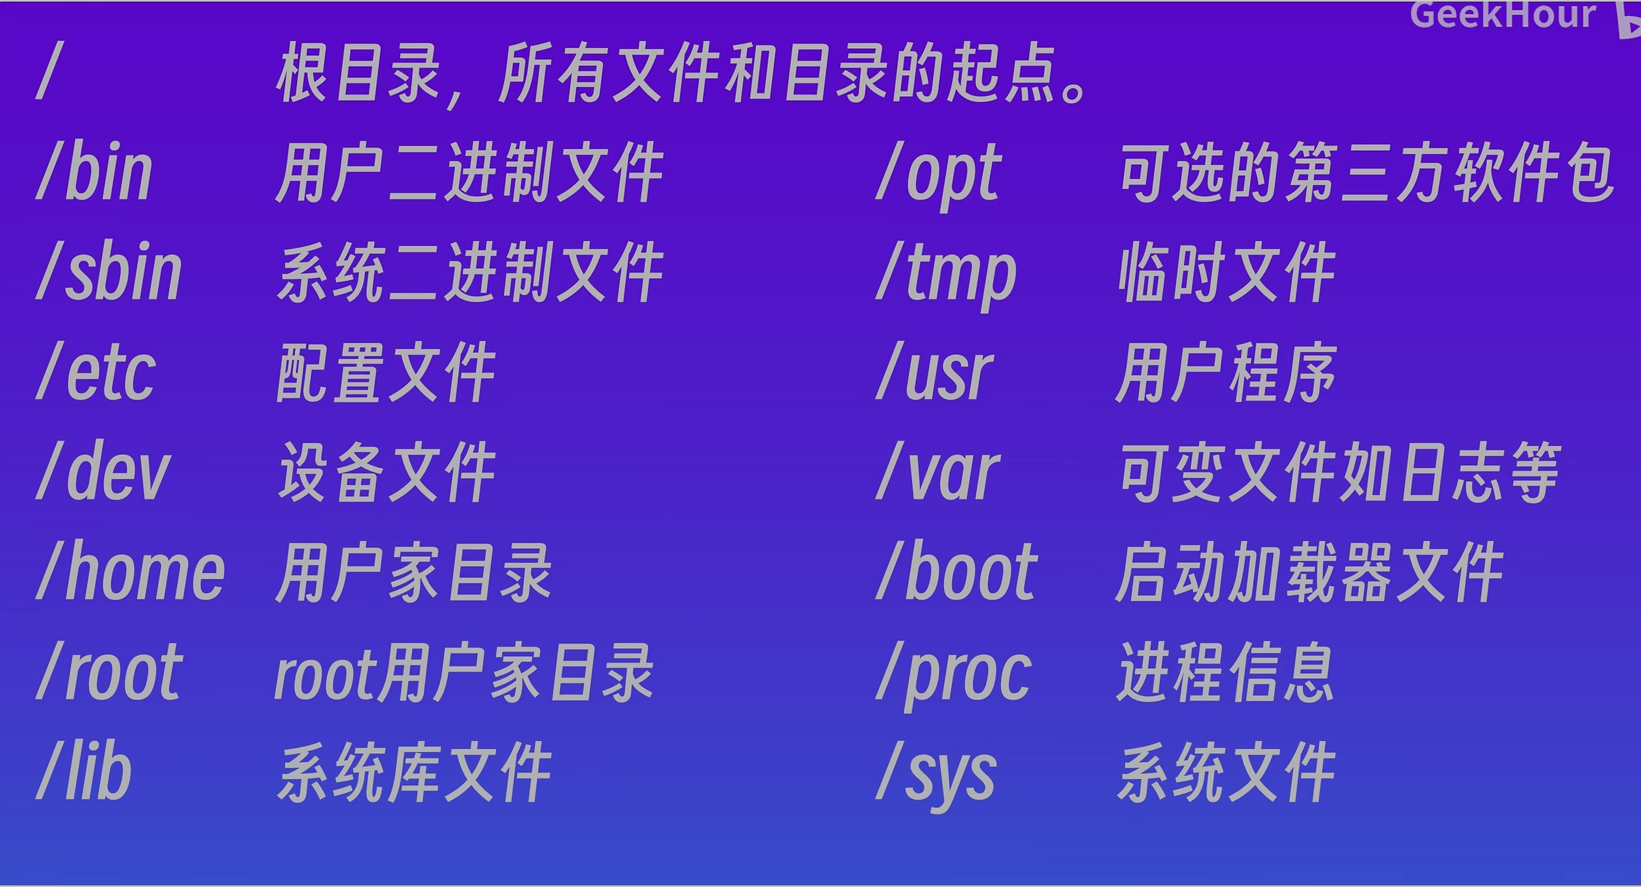 GeekHour
/ 根目录，所有文件和目录的起点。
/bin 用户二进制文件 /opt 可选的第三方软件包
/sbin 系统二进制文件 /tmp 临时文件
/etc 配置文件 /usr 用户程序
/dev 设备文件 /var 可变文件如日志等
/home 用户家目录 /boot 启动加载器文件
/root root用户家目录 /proc 进程信息
/lib 系统库文件 /sys 系统文件